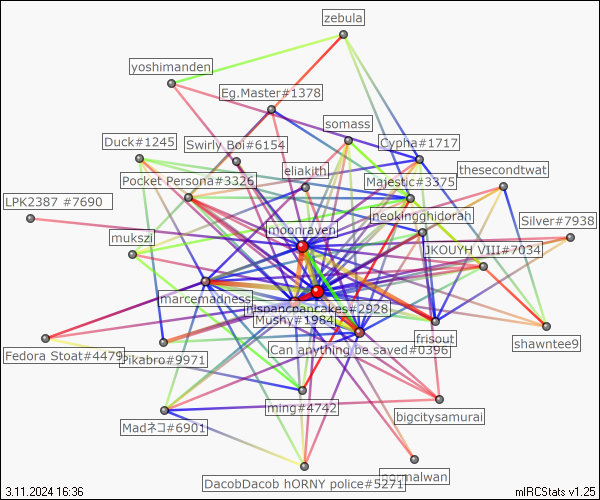 zebula
yoshimanden
Eg.Master#1378
somass
Duck#1245
Swirly Boi#6154
Cypha#1717
eliakith
thesecondtwat
Pocket Persona#3326
Majestic#3375
LPK2387 #7690
neokingghidorah
Silver#7938
moonraven
mukszi
JKOUYH VIII#7034
marcemadness
mspancpancakes#2928
Mushy#1984
frisout
shawntee9
Can anything be saved#0396
Fedora Stoat#4479
Pikabro#9971
ming#4742
bigcitysamurai
Madネコ#6901
normalwan
DacobDacob hORNY police#5271
3.11.2024 16:36
mIRCStats v1.25